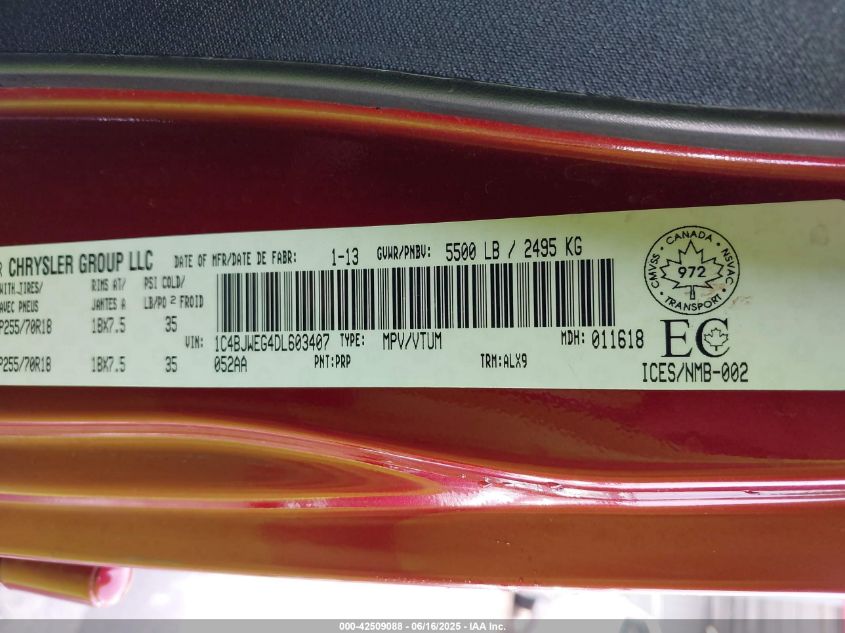 R CHRYSLER GROUP LLC DATE OF MFR/DATE DE FABR: 1-13 GVWR/PNBV: 5500 LB / 2495 KG
WITH TIRES/ RIMS AT/ PSI COLD/
AVEC PNEUS JANTES A LB/PO 2 FROID
P255/70R18 18X7.5 35
VIN: 1C4BJWEG4DL603407 TYPE: MPV/VTUM MDH: 011618
P255/70R18 18X7.5 35 052AA PNT:PRP TRM:ALX9
CANADA
CMVSS 972 NSVAC
TRANSPORT
EC
ICES/NMB-002
000-42509088 - 06/16/2025 - IAA Inc.